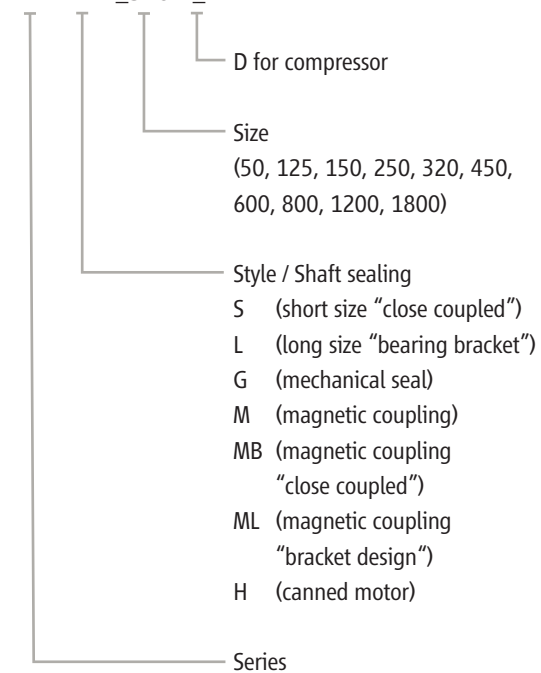 D for compressor
Size
(50, 125, 150, 250, 320, 450,
600, 800, 1200, 1800)
Style / Shaft sealing
S (short size “close coupled”)
L (long size “bearing bracket”)
G (mechanical seal)
M (magnetic coupling)
MB (magnetic coupling
“close coupled”)
ML (magnetic coupling
“bracket design“)
H (canned motor)
Series